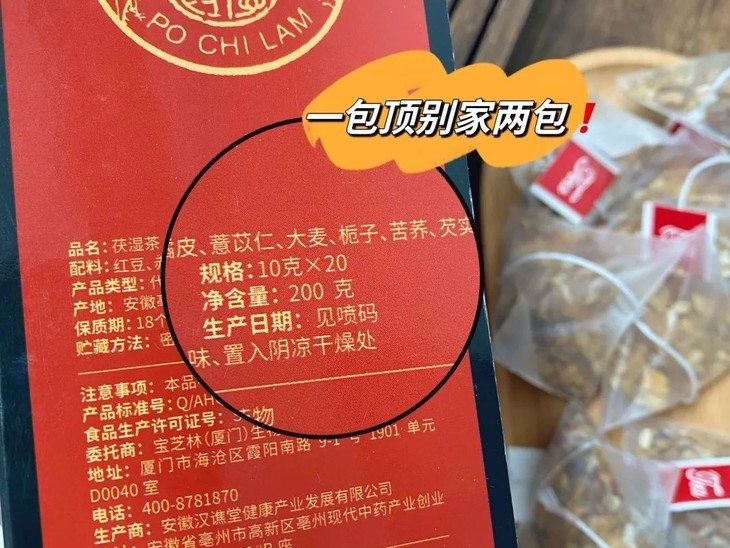 PO CHI LAM
一包顶别家两包❗
品名：茯湿茶
配料：红豆、
皮、薏苡仁、大麦、栀子、苦荞、芡实
产品类型：代
规格：10克×20
产地：安徽
净含量：200 克
保质期：18个
生产日期：见喷码
贮藏方法：密
味、置入阴凉干燥处
注意事项：本品
产品标准号：Q/AH
食品生产许可证号：
物
委托商：宝芝林（厦门）生物
1901 单元
地址：厦门市海沧区霞阳南路
D0040 室
电话：400-8781870
生产商：安徽汉谯堂健康产业发展有限公司
安徽省亳州市高新区亳州现代中药产业创业
座